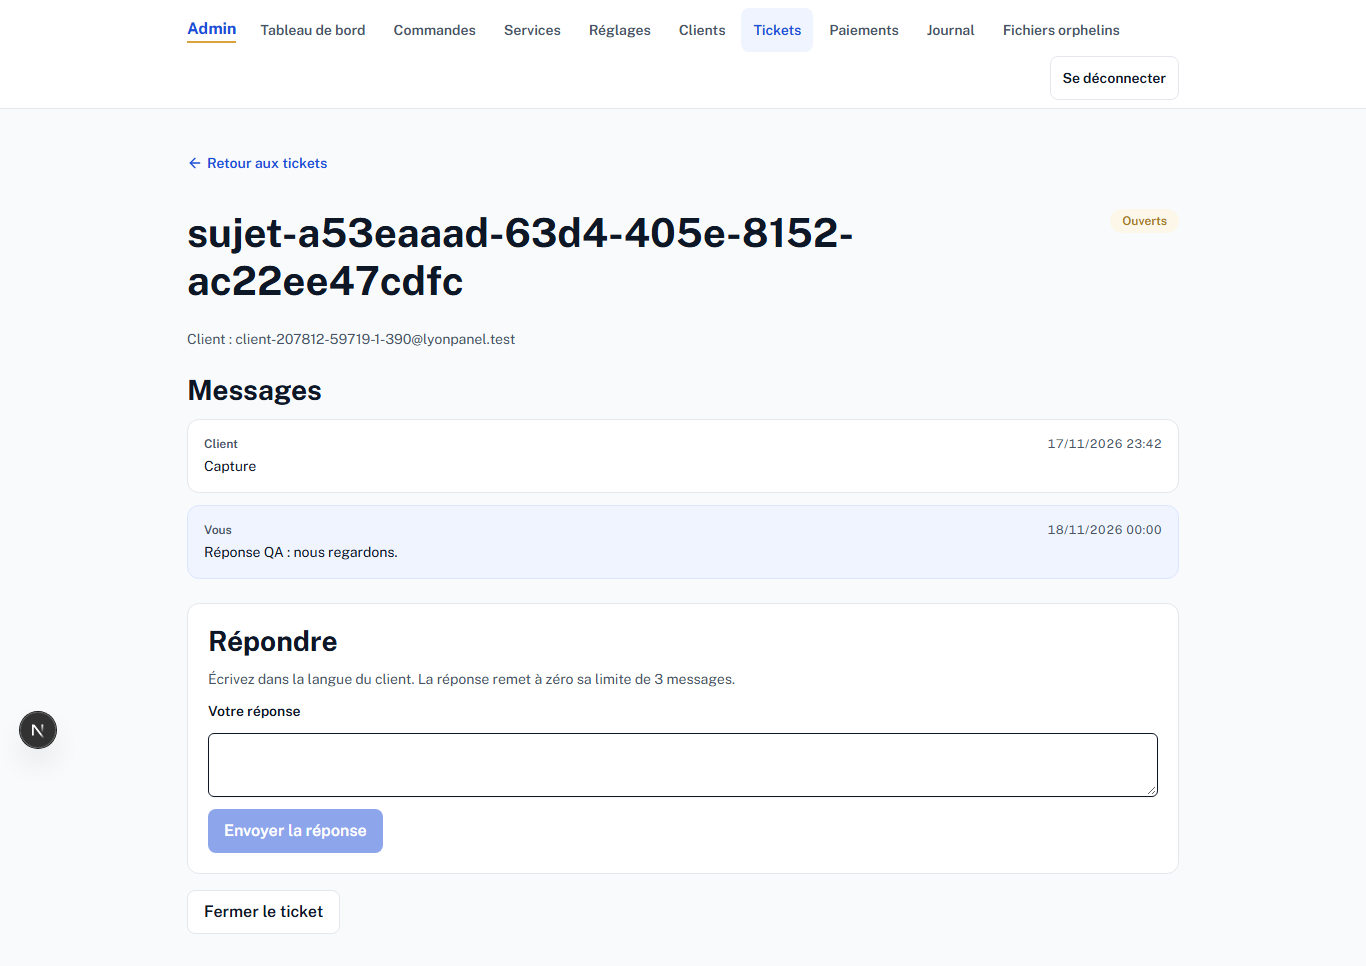 Admin Tableau de bord Commandes Services Réglages Clients Tickets Paiements Journal Fichiers orphelins
Se déconnecter
← Retour aux tickets
sujet-a53eaaad-63d4-405e-8152-
ac22ee47cdfc
Ouverts
Client : client-207812-59719-1-390@lyonpanel.test
Messages
Client 17/11/2026 23:42
Capture
Vous 18/11/2026 00:00
Réponse QA : nous regardons.
Répondre
Écrivez dans la langue du client. La réponse remet à zéro sa limite de 3 messages.
Votre réponse
Envoyer la réponse
N
Fermer le ticket